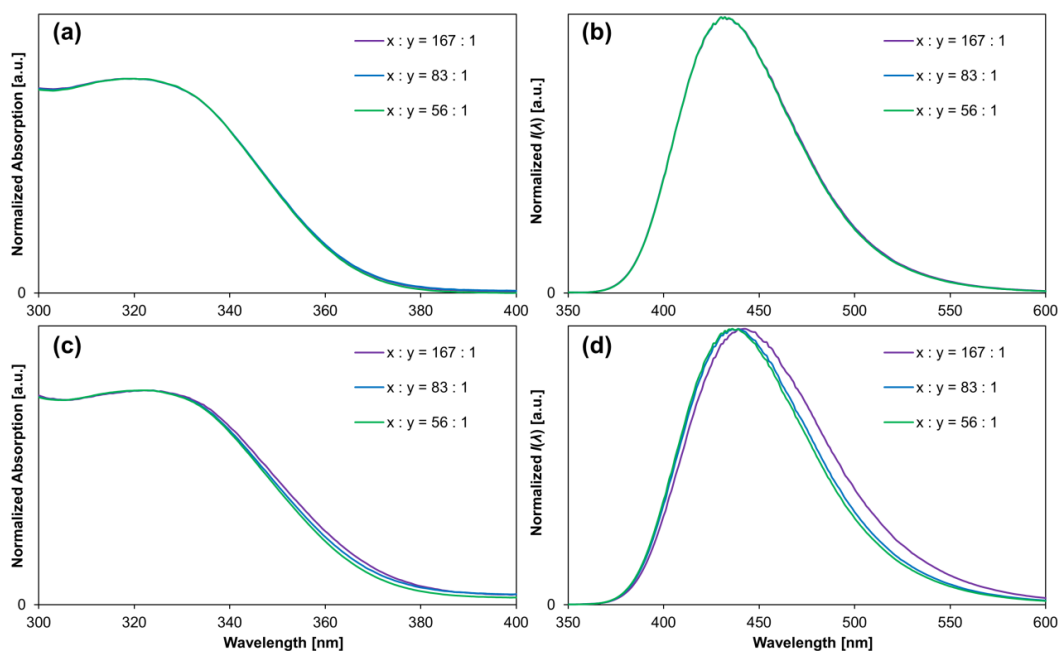 (a)
x : y = 167 : 1
x : y = 83 : 1
x : y = 56 : 1
Normalized Absorption [a.u.]
0
300 320 340 360 380 400
(b)
x : y = 167 : 1
x : y = 83 : 1
x : y = 56 : 1
Normalized I(λ) [a.u.]
0
350 400 450 500 550 600
(c)
x : y = 167 : 1
x : y = 83 : 1
x : y = 56 : 1
Normalized Absorption [a.u.]
0
300 320 340 360 380 400
Wavelength [nm]
(d)
x : y = 167 : 1
x : y = 83 : 1
x : y = 56 : 1
Normalized I(λ) [a.u.]
0
350 400 450 500 550 600
Wavelength [nm]